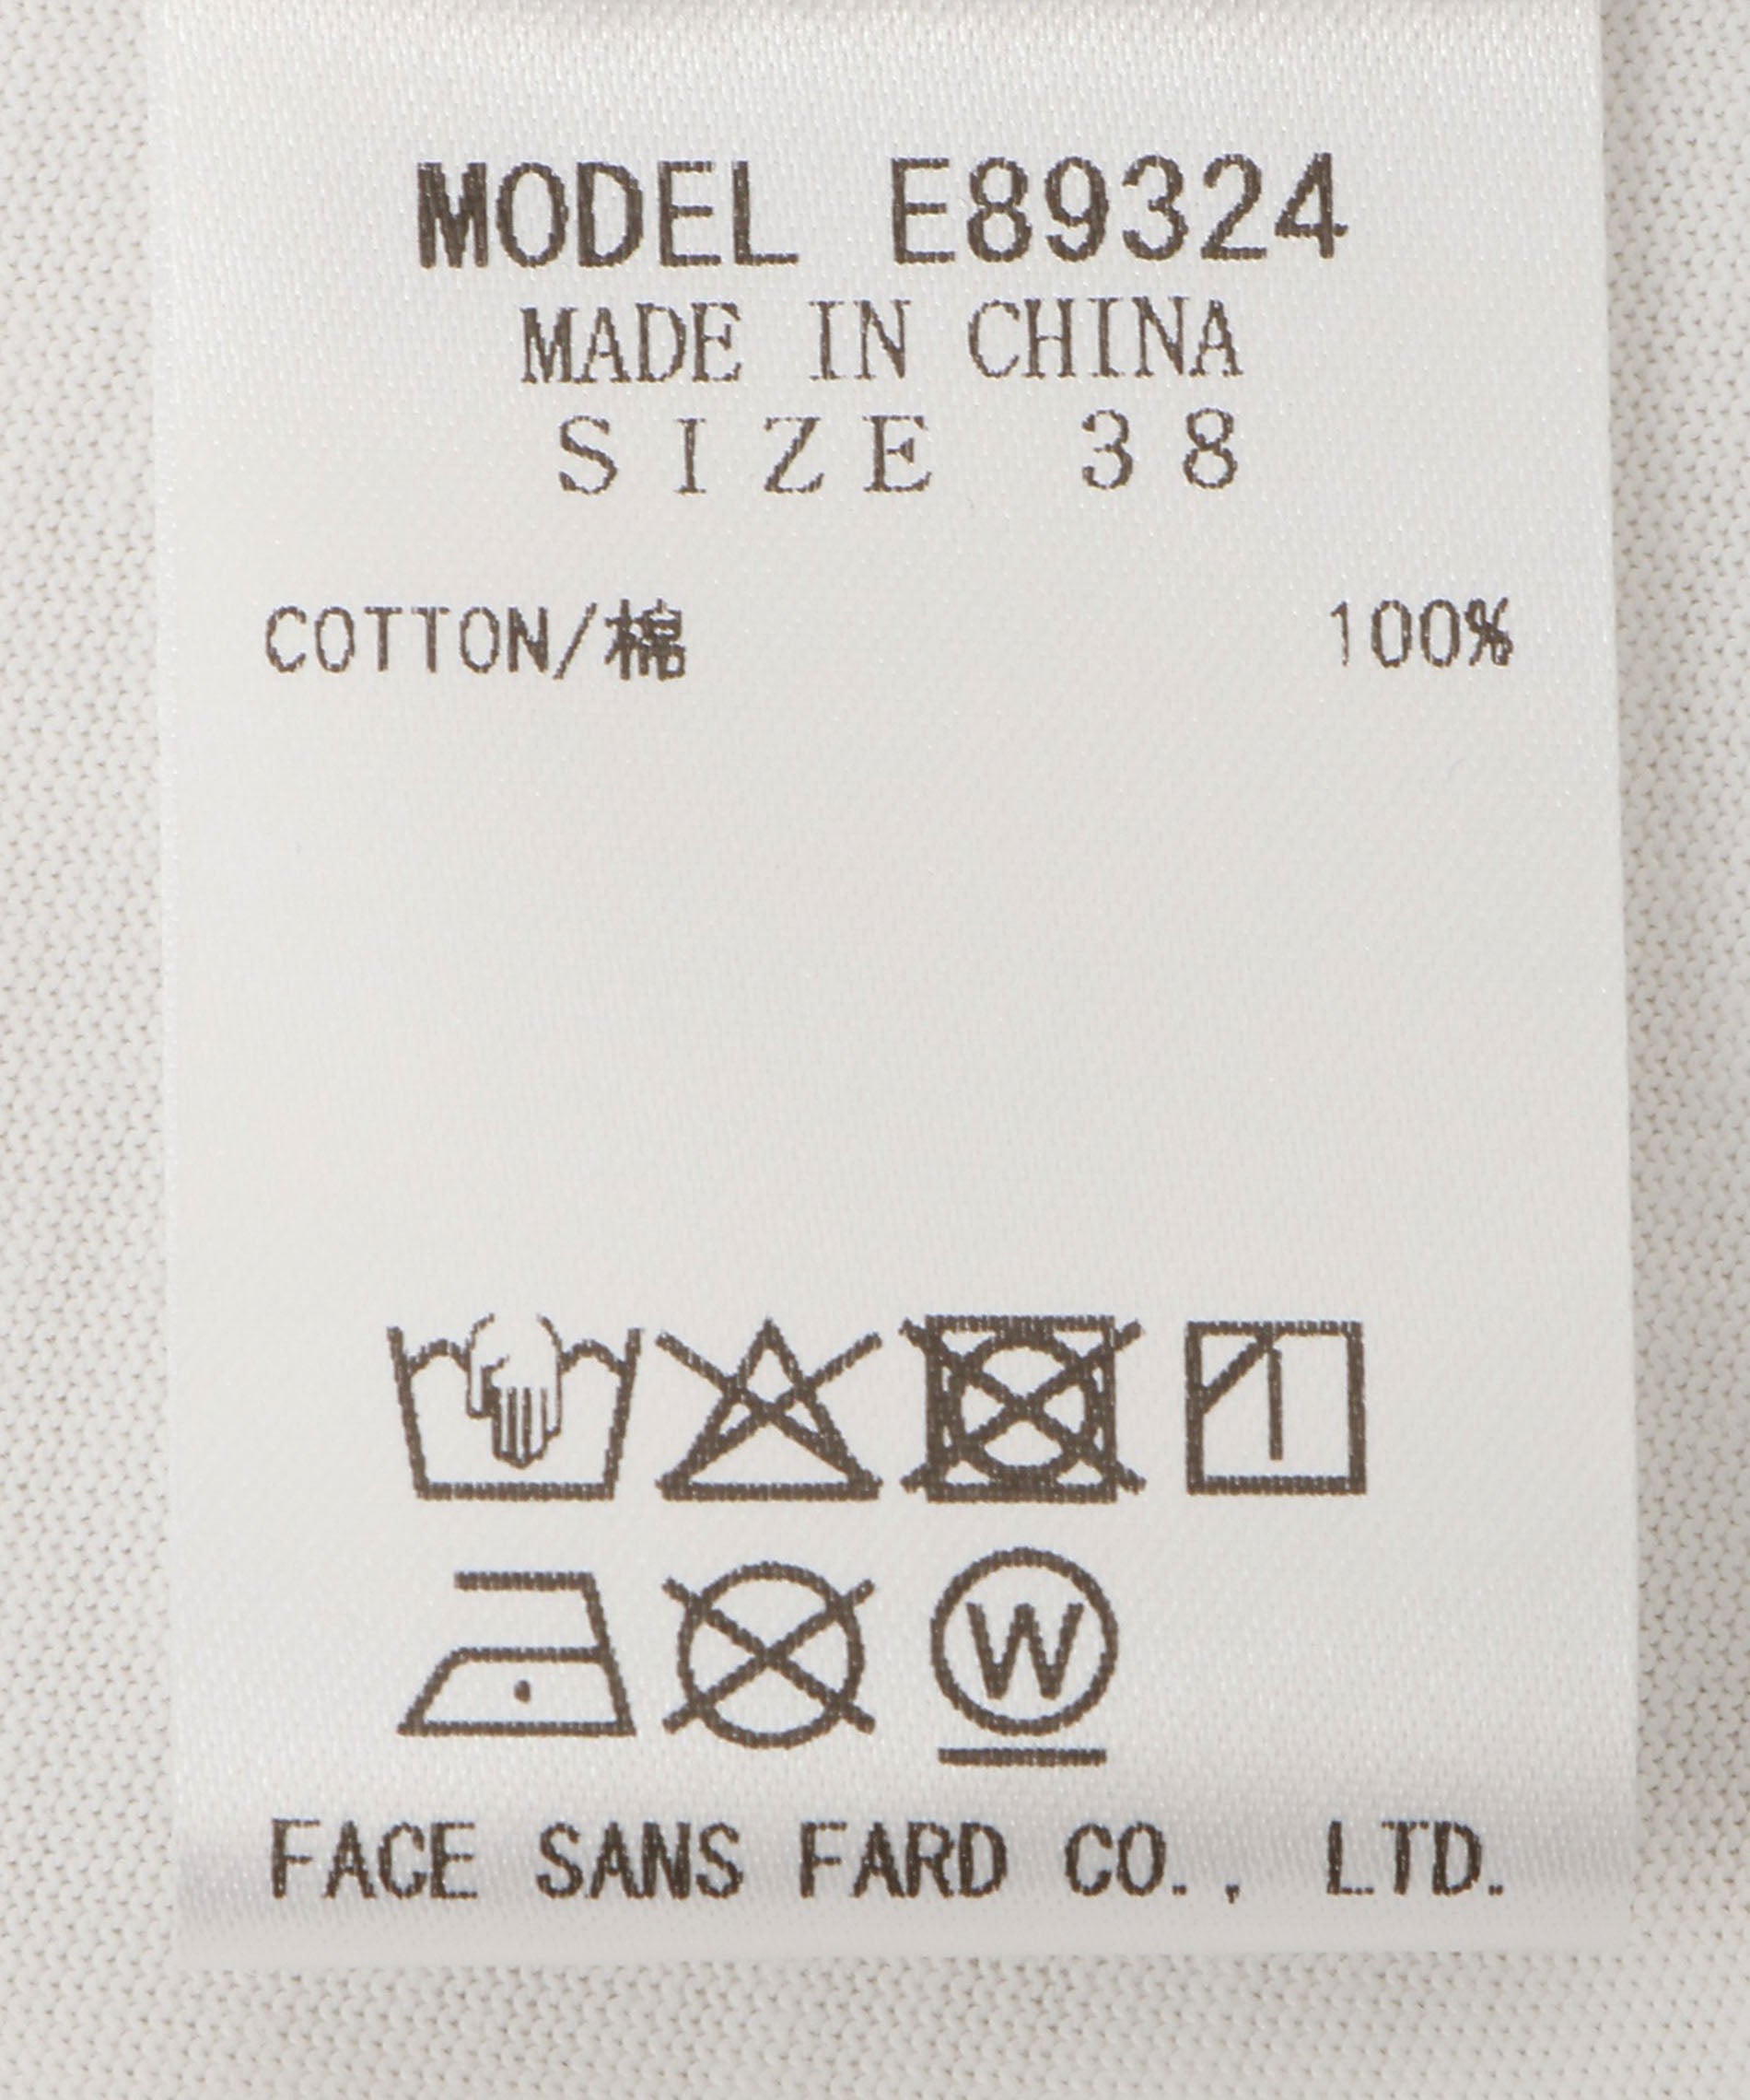 MODEL E89324
MADE IN CHINA
SIZE 38
COTTON/棉 100%
W
FACE SANS FARD CO., LTD.